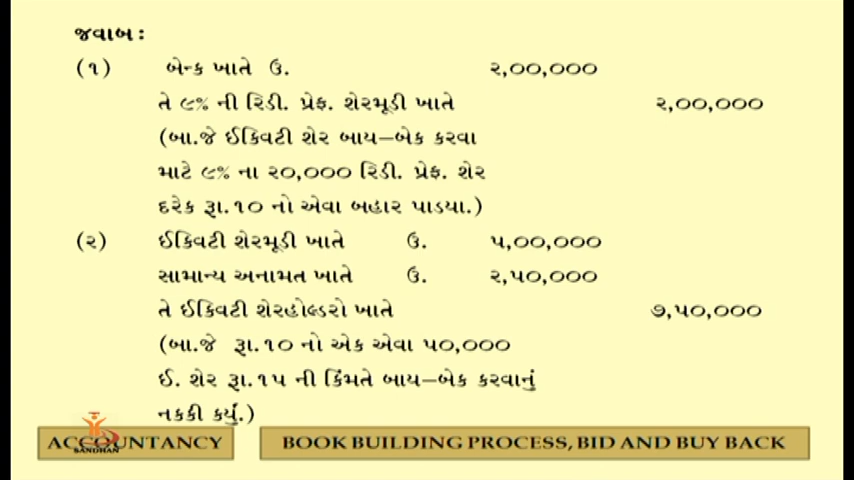 જવાબ :
(૧) બેન્ક ખાતે ઉ. ૨,૦૦,૦૦૦
તે ૯% ની રિડી. પ્રેફ. શેરમૂડી ખાતે ૨,૦૦,૦૦૦
(બા.જે ઈક્વિટી શેર બાય–બેક કરવા
માટે ૯% ના ૨૦,૦૦૦ રિડી. પ્રેફ. શેર
દરેક રૂા.૧૦ નો એવા બહાર પાડયા.)
(૨) ઈક્વિટી શેરમૂડી ખાતે ઉ. ૫,૦૦,૦૦૦
સામાન્ય અનામત ખાતે ઉ. ૨,૫૦,૦૦૦
તે ઈક્વિટી શેરહોલ્ડરો ખાતે ૭,૫૦,૦૦૦
(બા.જે રૂા.૧૦ નો એક એવા ૫૦,૦૦૦
ઈ. શેર રૂા.૧૫ ની કિંમતે બાય–બેક કરવાનું
નકકી કર્યું.)
ACCOUNTANCY BOOK BUILDING PROCESS, BID AND BUY BACK
SANDHAN